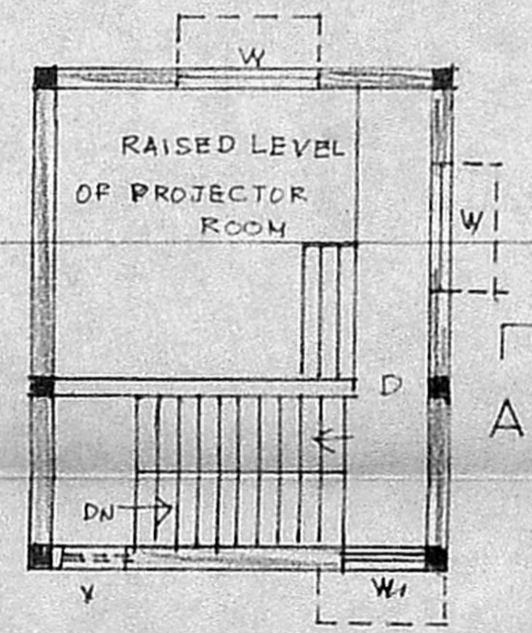 W
RAISED LEVEL
OF PROJECTOR
ROOM
W
D
A
DN
V
W1